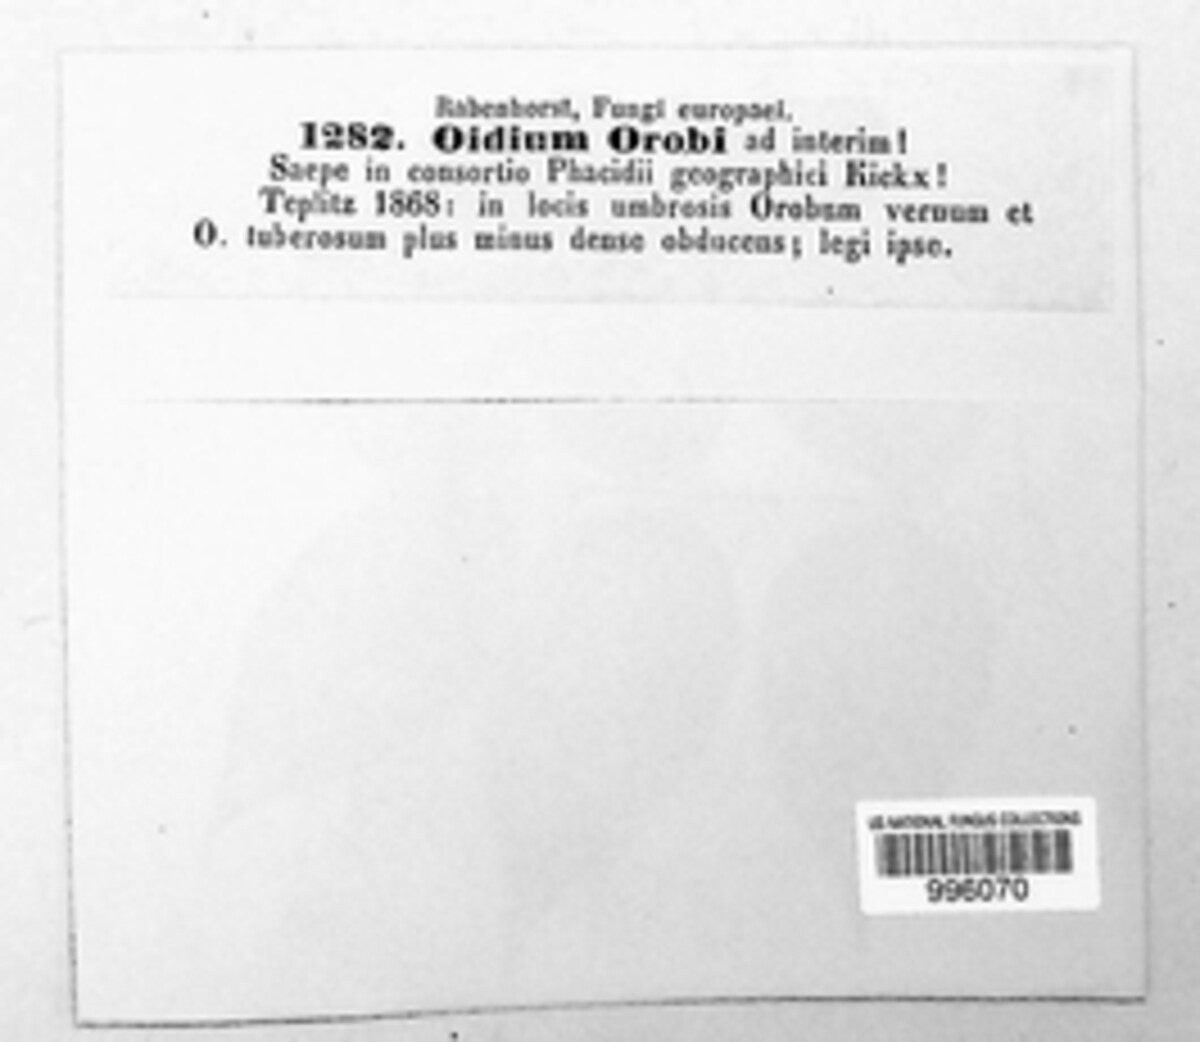 Rabenhorst, Fungi europaei.
1282. Oidium Orobi ad interim!
Saepe in consortio Phacidii geographici Kickx!
Teplitz 1868: in locis umbrosis Orobum vernum et
O. tuberosum plus minus dense obducens; legi ipse.
US NATIONAL FUNGUS COLLECTIONS
996070